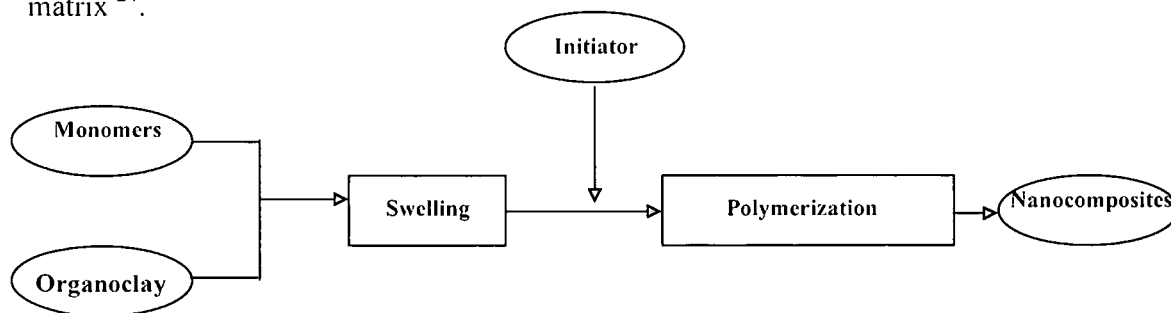 matrix
Initiator
Monomers
Swelling
Polymerization
Nanocomposites
Organoclay